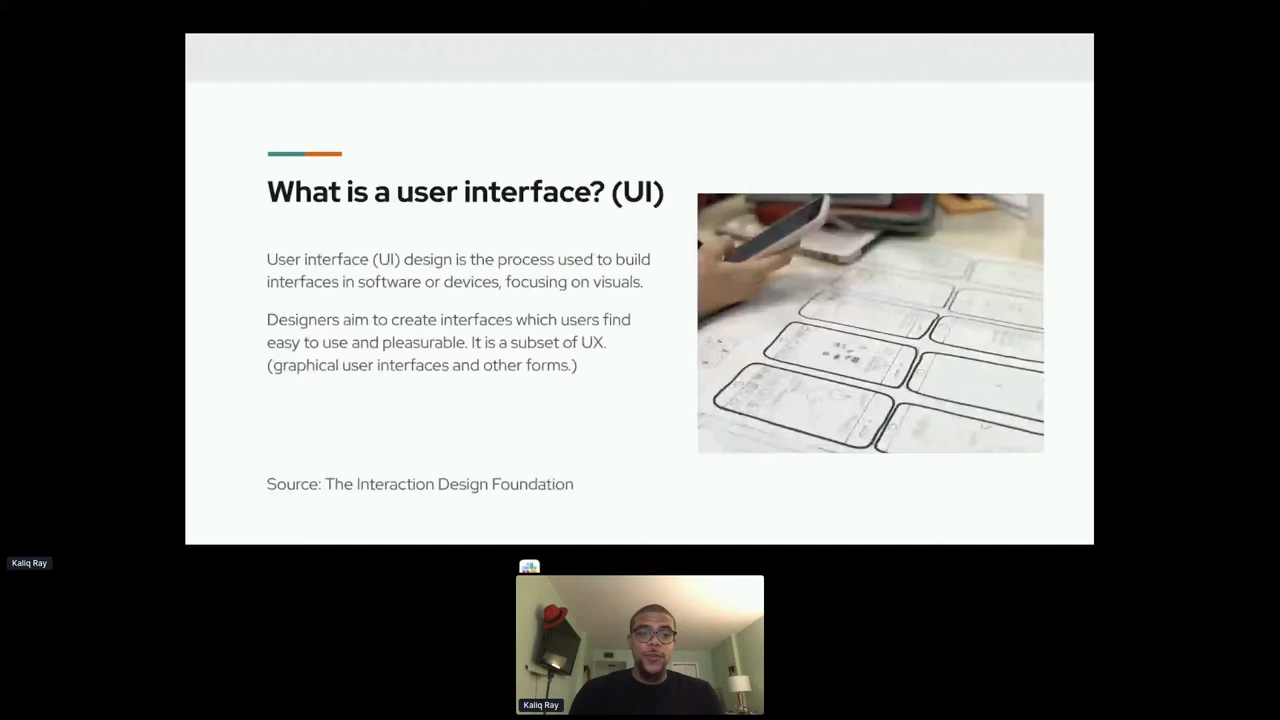 What is a user interface? (UI)
User interface (UI) design is the process used to build
interfaces in software or devices, focusing on visuals.
Designers aim to create interfaces which users find
easy to use and pleasurable. It is a subset of UX.
(graphical user interfaces and other forms.)
Source: The Interaction Design Foundation
Kaliq Ray
Kaliq Ray